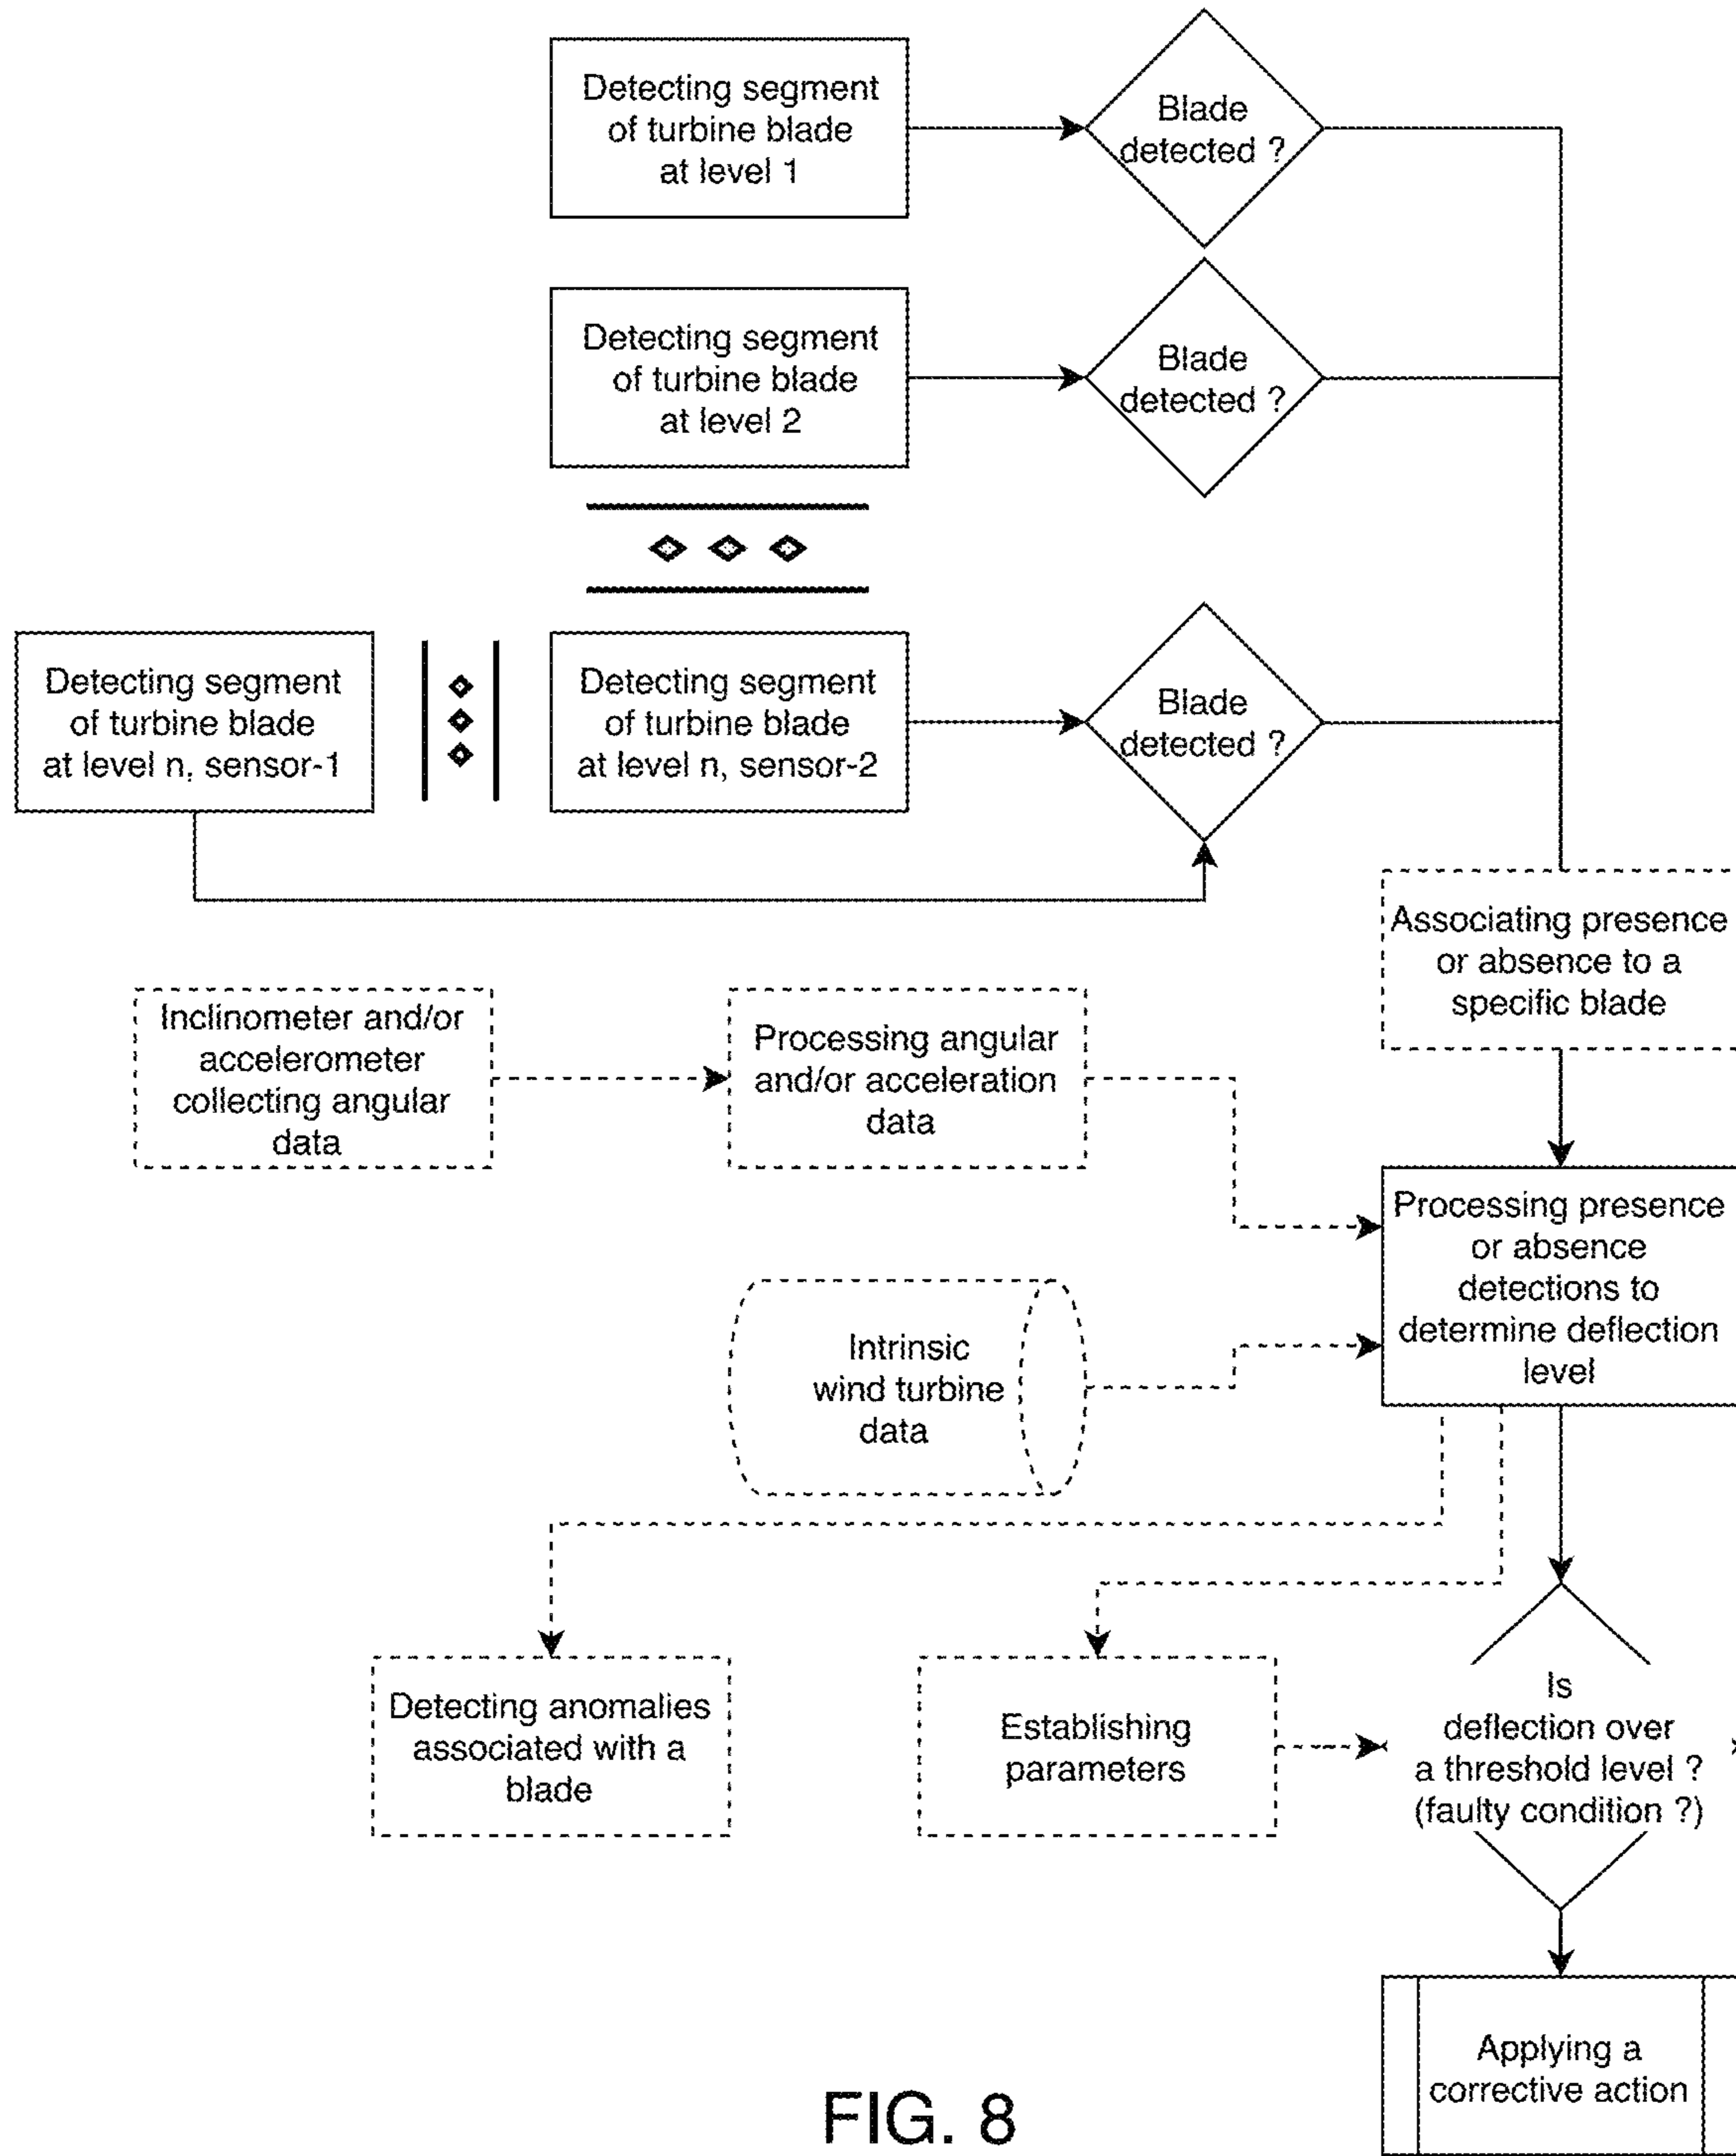 Detecting segment
of turbine blade
at level 1
Blade
detected ?
Detecting segment
of turbine blade
at level 2
Blade
detected ?
Detecting segment
of turbine blade
at level n, sensor-1
Detecting segment
of turbine blade
at level n, sensor-2
Blade
detected ?
Associating presence
or absence to a
specific blade
Inclinometer and/or
accelerometer
collecting angular
data
Processing angular
and/or acceleration
data
Processing presence
or absence
detections to
determine deflection
level
Intrinsic
wind turbine
data
Detecting anomalies
associated with a
blade
Establishing
parameters
Is
deflection over
a threshold level ?
(faulty condition ?)
Applying a
corrective action
FIG. 8